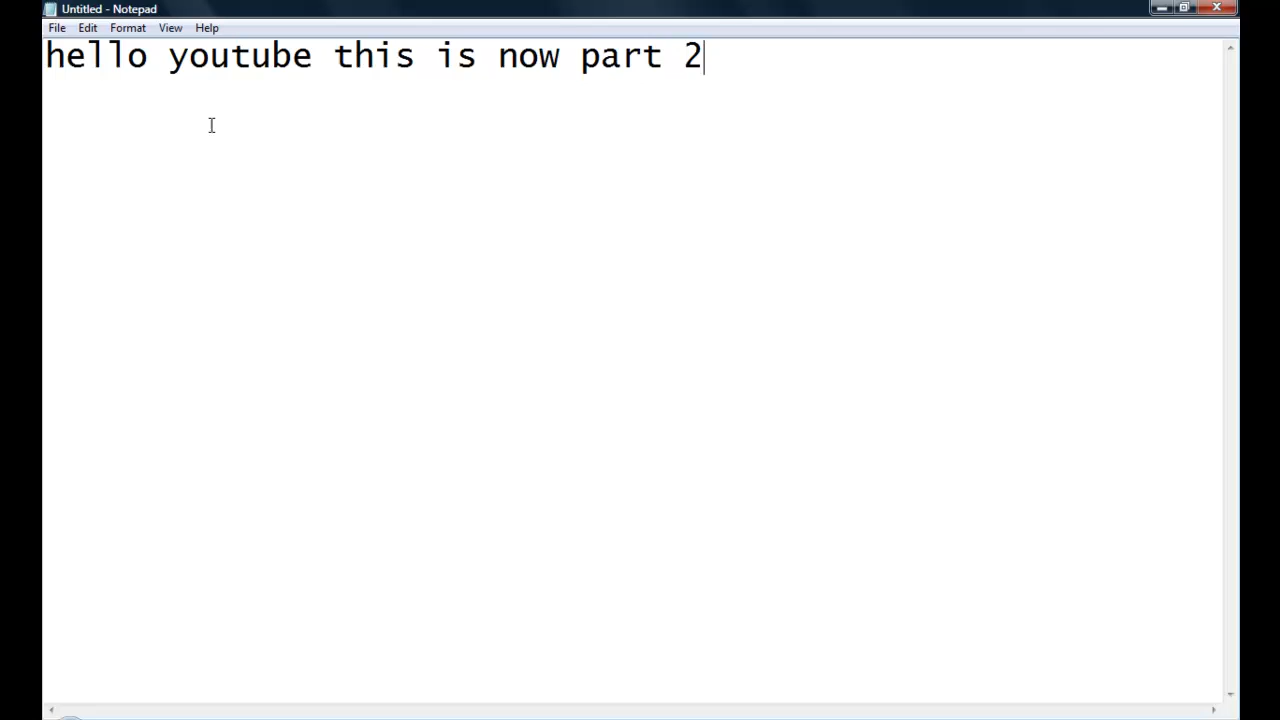 Untitled - Notepad
File Edit Format View Help
hello youtube this is now part 2